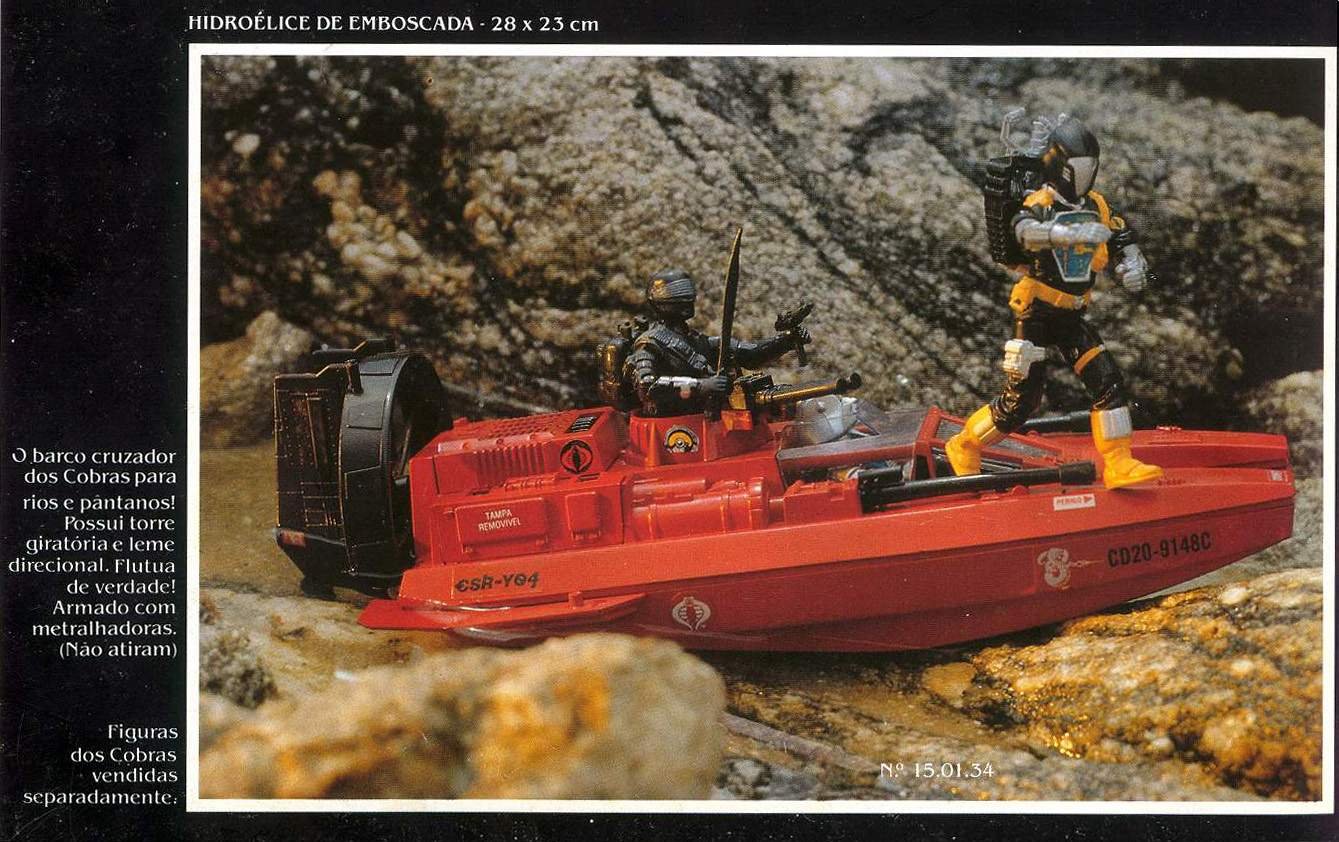 HIDROÉLICE DE EMBOSCADA - 28 x 23 cm
O barco cruzador
dos Cobras para
rios e pântanos!
Possui torre
giratória e leme
direcional. Flutua
de verdade!
Armado com
metralhadoras.
(Não atiram)
Figuras
dos Cobras
vendidas
separadamente.
TAMPA
REMOVIVEL
PERIGO
CSR-Y04
CD20-9148C
N.º 15.01.34